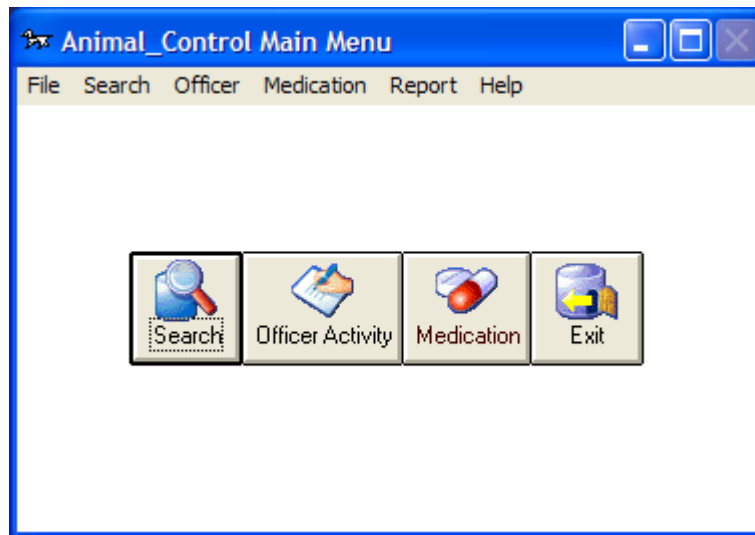 Animal_Control Main Menu
File Search Officer Medication Report Help
Search Officer Activity Medication Exit